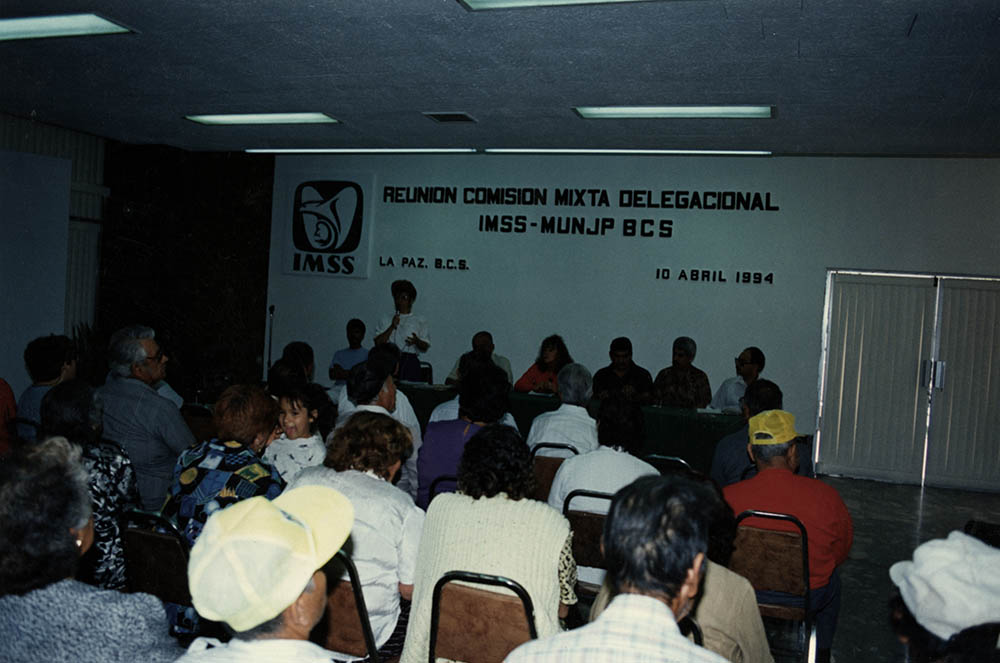 REUNION COMISION MIXTA DELEGACIONAL
IMSS-MUNJP BCS
IMSS
LA PAZ. B.C.S.
10 ABRIL 1994